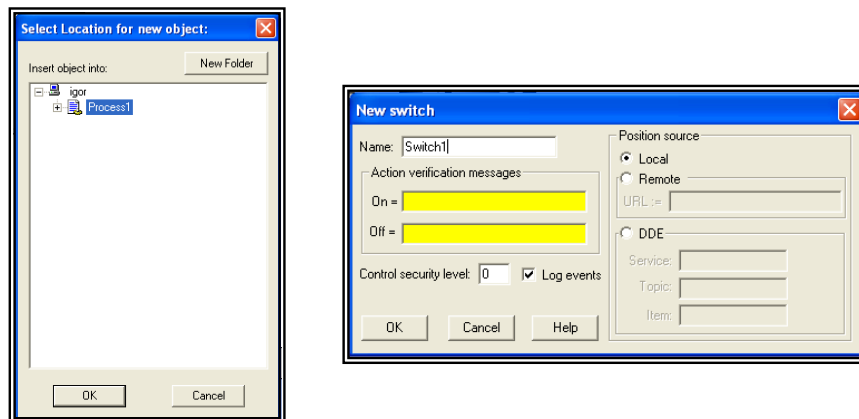 Select Location for new object:
Insert object into:
New Folder
igor
Process1
OK
Cancel
New switch
Name: Switch1
Action verification messages
On =
Off =
Control security level: 0
Log events
OK
Cancel
Help
Position source
Local
Remote
URL :=
DDE
Service:
Topic:
Item: